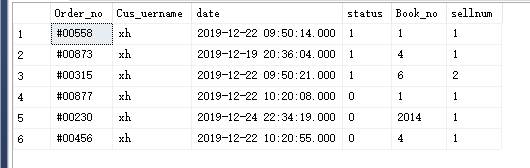 Order_no Cus_uername date status Book_no sellnum
1 #00558 xh 2019-12-22 09:50:14.000 1 1 1
2 #00873 xh 2019-12-19 20:36:04.000 1 4 1
3 #00315 xh 2019-12-22 09:50:21.000 1 6 2
4 #00877 xh 2019-12-22 10:20:08.000 0 1 1
5 #00230 xh 2019-12-24 22:34:19.000 0 2014 1
6 #00456 xh 2019-12-22 10:20:55.000 0 4 1